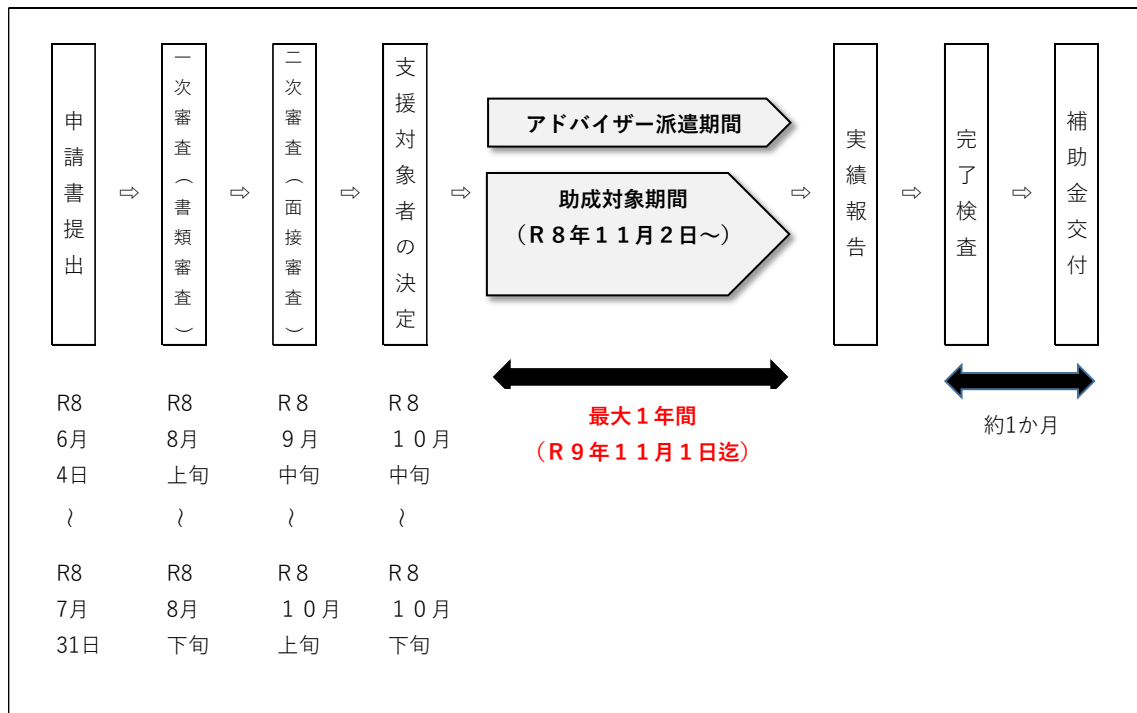 申請書提出
⇨
一次審査（書類審査）
⇨
二次審査（面接審査）
⇨
支援対象者の決定
⇨
アドバイザー派遣期間
助成対象期間
（Ｒ８年１１月２日～）
⇨
実績報告
⇨
完了検査
⇨
補助金交付
最大１年間
（Ｒ９年１１月１日迄）
約1か月
R8
6月
4日
～
R8
7月
31日
R8
8月
上旬
～
R8
8月
下旬
Ｒ８
９月
中旬
～
Ｒ８
１０月
上旬
Ｒ８
１０月
中旬
～
Ｒ８
１０月
下旬